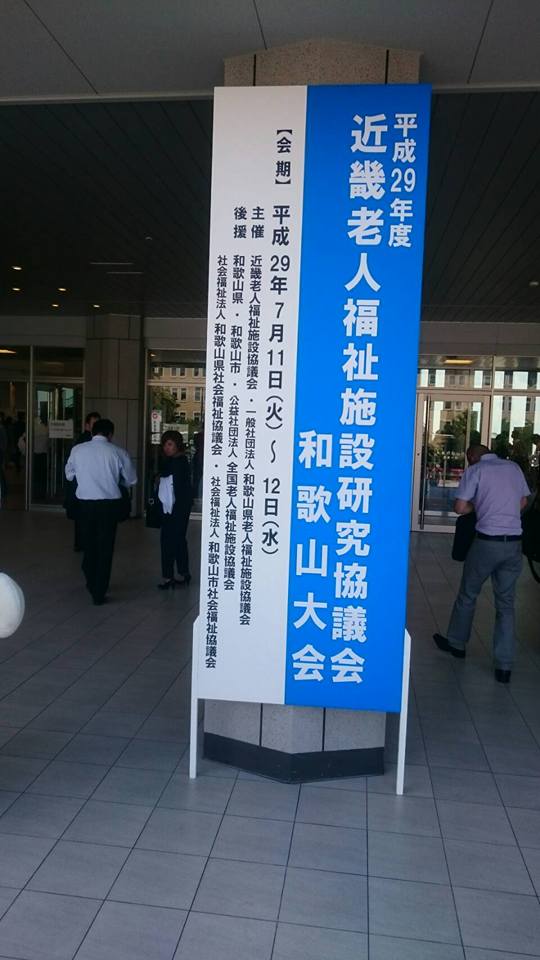 平成29年度
近畿老人福祉施設研究協議会
和歌山大会
【会期】 平成29年7月11日(火)〜12日(水)
主催 近畿老人福祉施設協議会・一般社団法人 和歌山県老人福祉施設協議会
後援 和歌山県・和歌山市・公益社団法人 全国老人福祉施設協議会
社会福祉法人 和歌山県社会福祉協議会・社会福祉法人 和歌山市社会福祉協議会